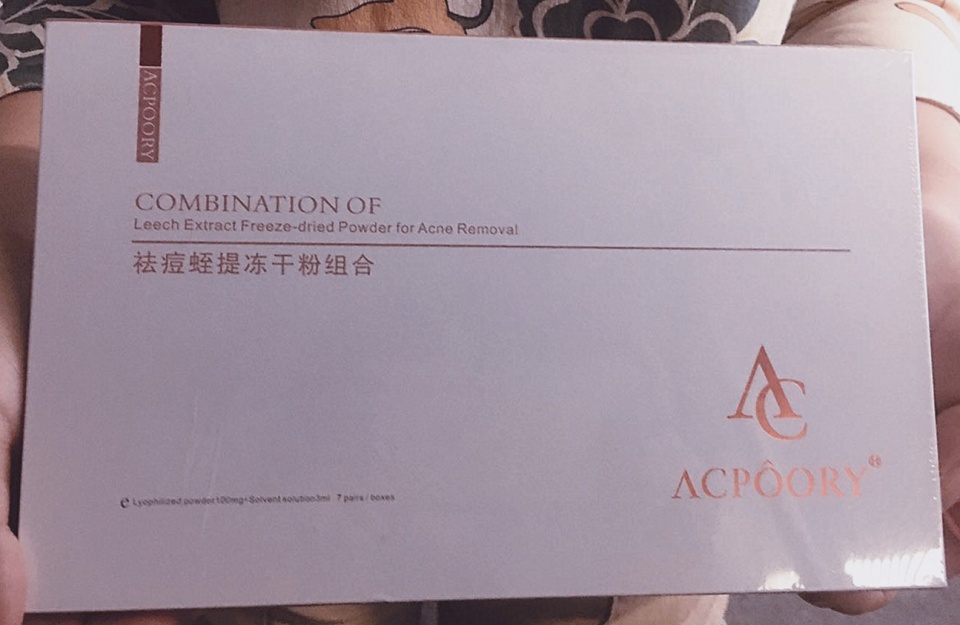 ACPOORY
COMBINATION OF
Leech Extract Freeze-dried Powder for Acne Removal
祛痘蛭提冻干粉组合
AC
ACPÔORY®
e Lyophilized powder100mg+Solvent solution3ml 7 pairs / boxes